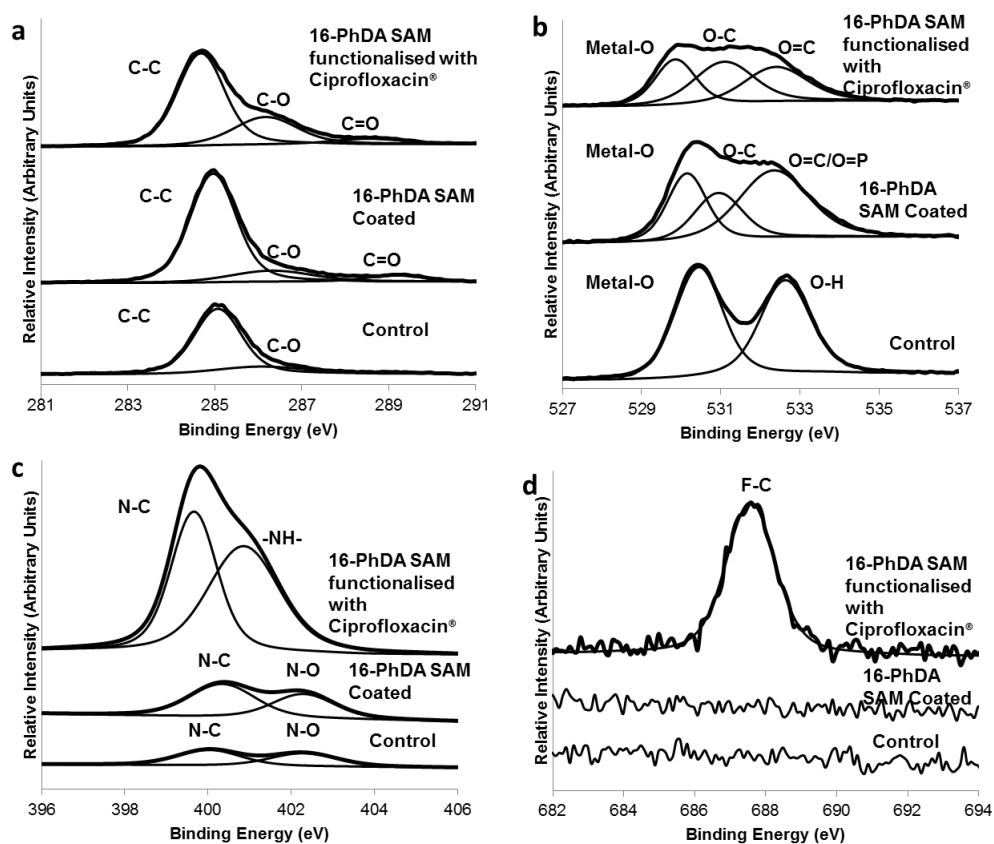 a
16-PhDA SAM
functionalised with
Ciprofloxacin®
C-C
C-O
C=O
16-PhDA SAM
Coated
C-C
C-O
C=O
Control
C-C
C-O
Relative Intensity (Arbitrary Units)
281 283 285 287 289 291
Binding Energy (eV)
b
16-PhDA SAM
functionalised
with
Ciprofloxacin®
Metal-O
O-C
O=C
Metal-O
O-C
O=C/O=P
16-PhDA
SAM Coated
Metal-O
O-H
Control
Relative Intensity (Arbitrary Units)
527 529 531 533 535 537
Binding Energy (eV)
c
N-C
-NH-
16-PhDA SAM
functionalised
with
Ciprofloxacin®
N-C
N-O
16-PhDA SAM
Coated
N-C
N-O
Control
Relative Intensity (Arbitrary Units)
396 398 400 402 404 406
Binding Energy (eV)
d
F-C
16-PhDA SAM
functionalised
with
Ciprofloxacin®
16-PhDA
SAM Coated
Control
Relative Intensity (Arbitrary Units)
682 684 686 688 690 692 694
Binding Energy (eV)